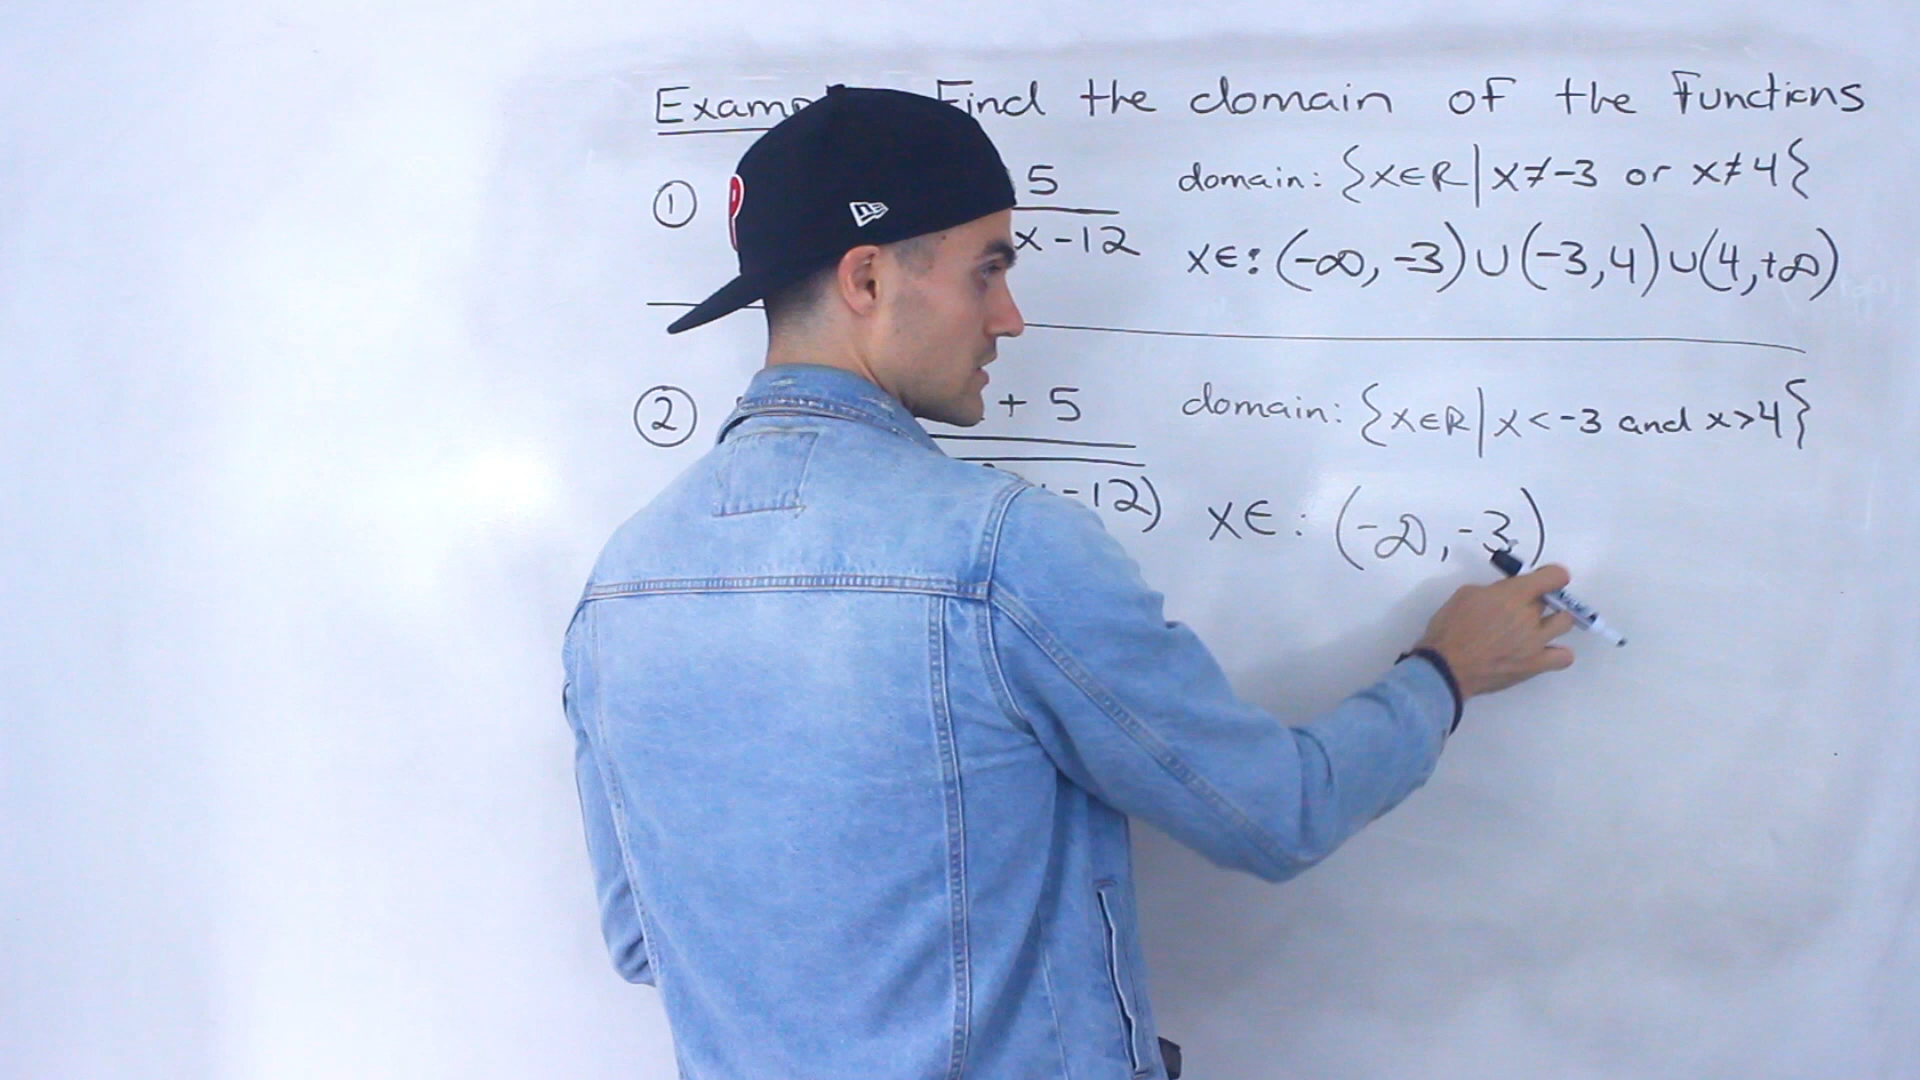 Find the domain of the Functions
① 5 domain: {x∈R|x≠-3 or x≠4}
x-12 x∈: (-∞,-3)∪(-3,4)∪(4,+∞)
② + 5 domain: {x∈R|x<-3 and x>4}
-12) x∈: (-∞,-3)
P